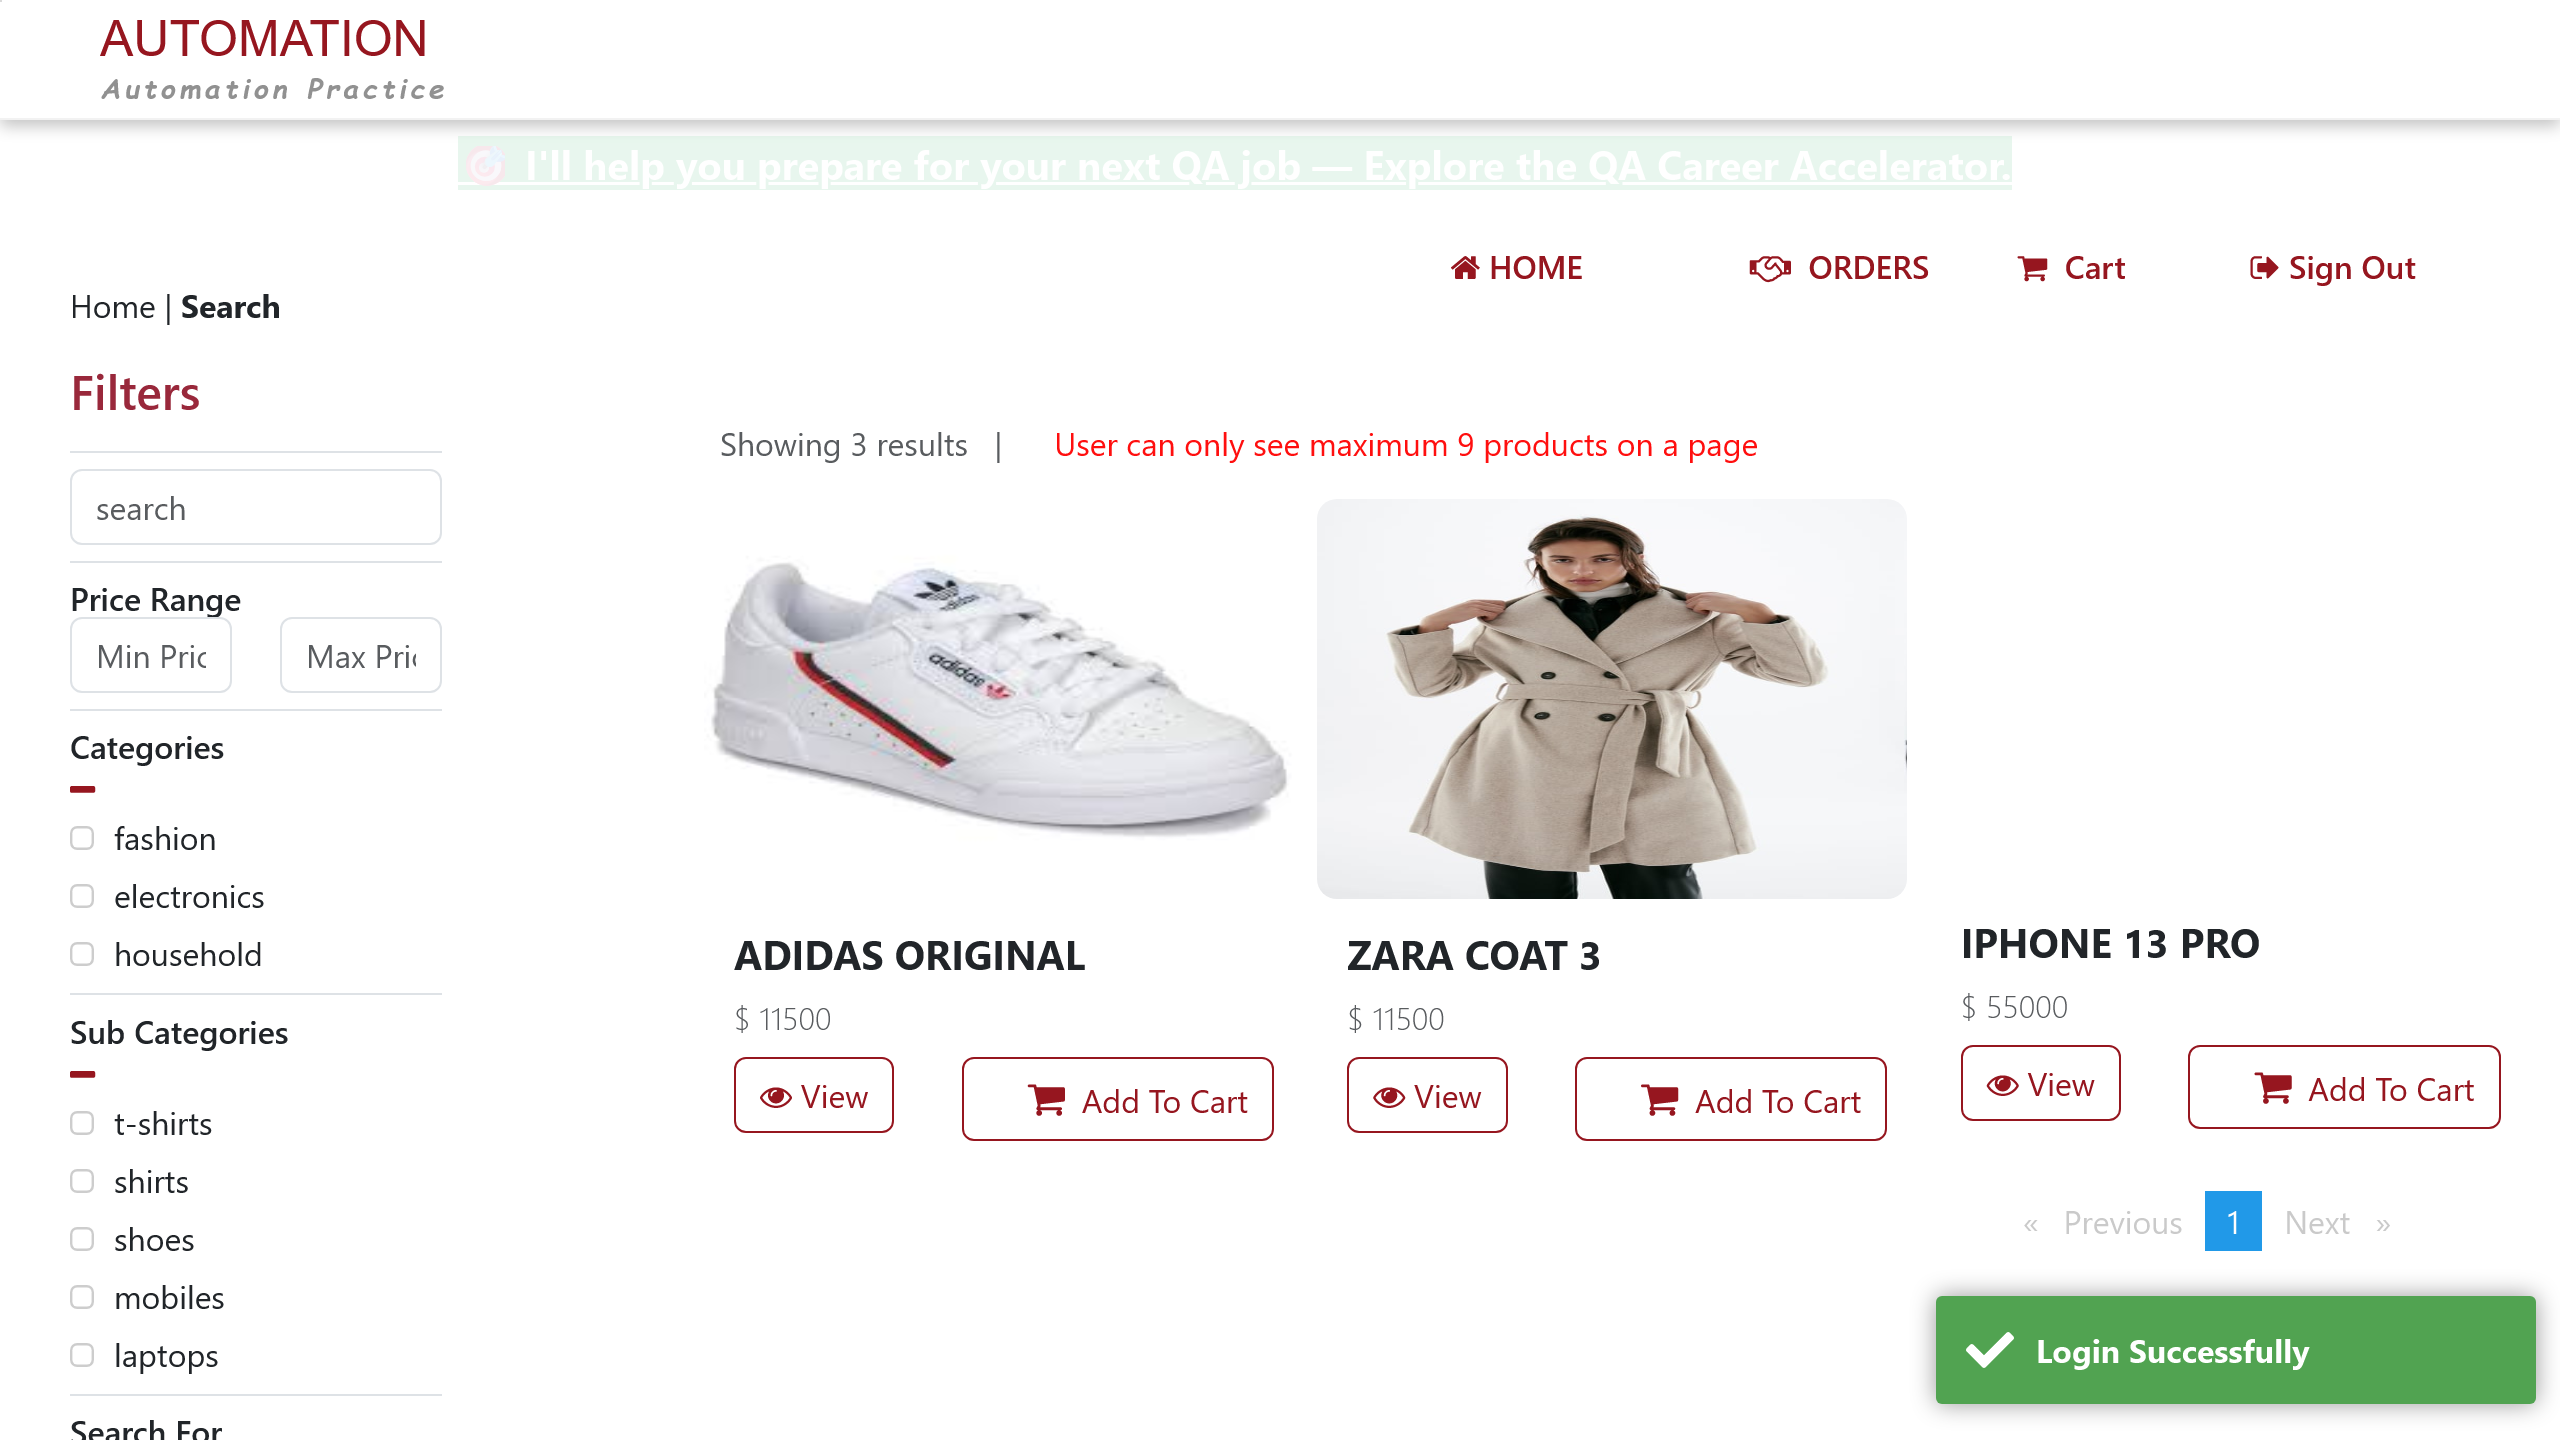 AUTOMATION
Automation Practice
🎯 I'll help you prepare for your next QA job — Explore the QA Career Accelerator.
HOME
ORDERS
Cart
Sign Out
Home | Search
Filters
search
Price Range
Min Pric
Max Pric
Categories
fashion
electronics
household
Sub Categories
t-shirts
shirts
shoes
mobiles
laptops
Search For
Showing 3 results |
User can only see maximum 9 products on a page
adidas
adidas
ADIDAS ORIGINAL
$ 11500
View
Add To Cart
ZARA COAT 3
$ 11500
View
Add To Cart
IPHONE 13 PRO
$ 55000
View
Add To Cart
« Previous 1 Next »
Login Successfully